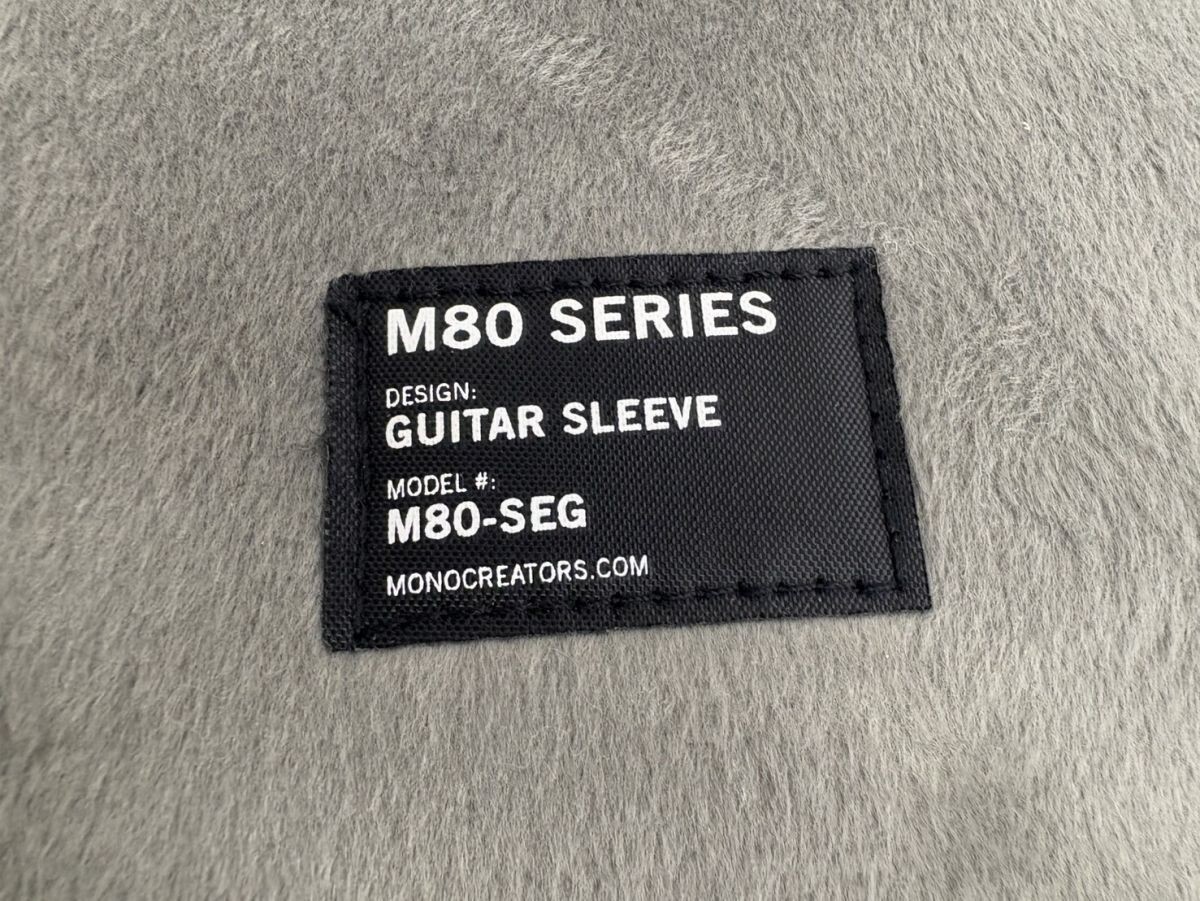 M80 SERIES
DESIGN:
GUITAR SLEEVE
MODEL #:
M80-SEG
MONOCREATORS.COM